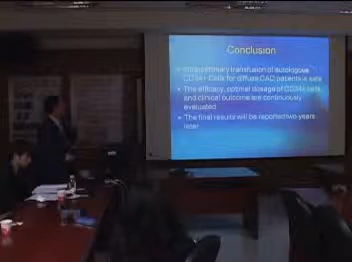 Conclusion
Intracoronary transfusion of autologous
CD34+ Cells for diffuse CAD patients is safe
The efficacy, optimal dosage of CD34+ cells
and clinical outcome are continuously
evaluated
The final results will be reported two years
later